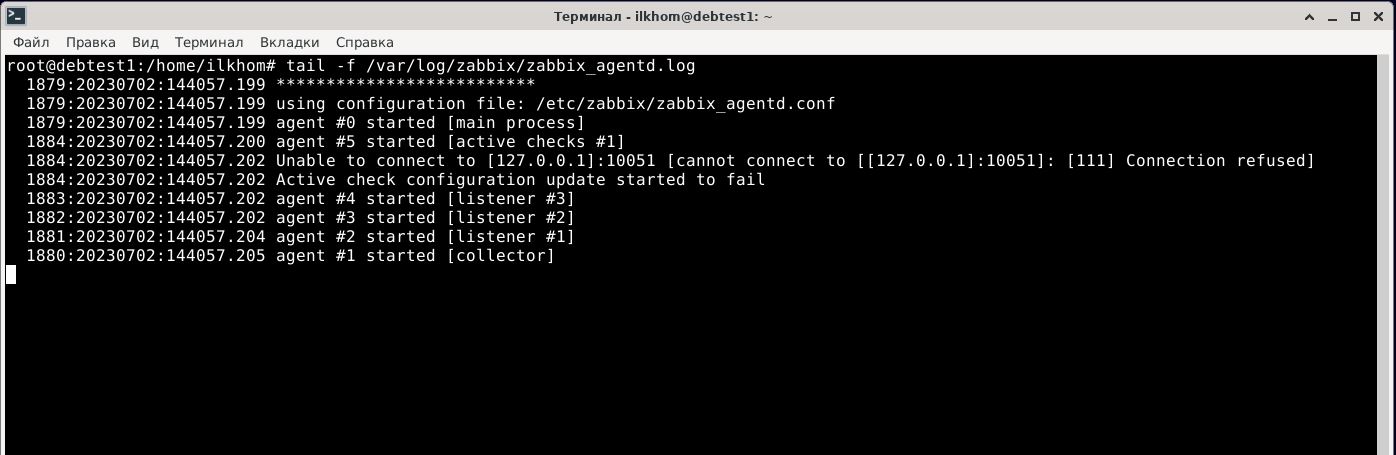 Терминал - ilkhom@debtest1: ~
Файл Правка Вид Терминал Вкладки Справка
root@debtest1:/home/ilkhom# tail -f /var/log/zabbix/zabbix_agentd.log
1879:20230702:144057.199 **************************
1879:20230702:144057.199 using configuration file: /etc/zabbix/zabbix_agentd.conf
1879:20230702:144057.199 agent #0 started [main process]
1884:20230702:144057.200 agent #5 started [active checks #1]
1884:20230702:144057.202 Unable to connect to [127.0.0.1]:10051 [cannot connect to [[127.0.0.1]:10051]: [111] Connection refused]
1884:20230702:144057.202 Active check configuration update started to fail
1883:20230702:144057.202 agent #4 started [listener #3]
1882:20230702:144057.202 agent #3 started [listener #2]
1881:20230702:144057.204 agent #2 started [listener #1]
1880:20230702:144057.205 agent #1 started [collector]